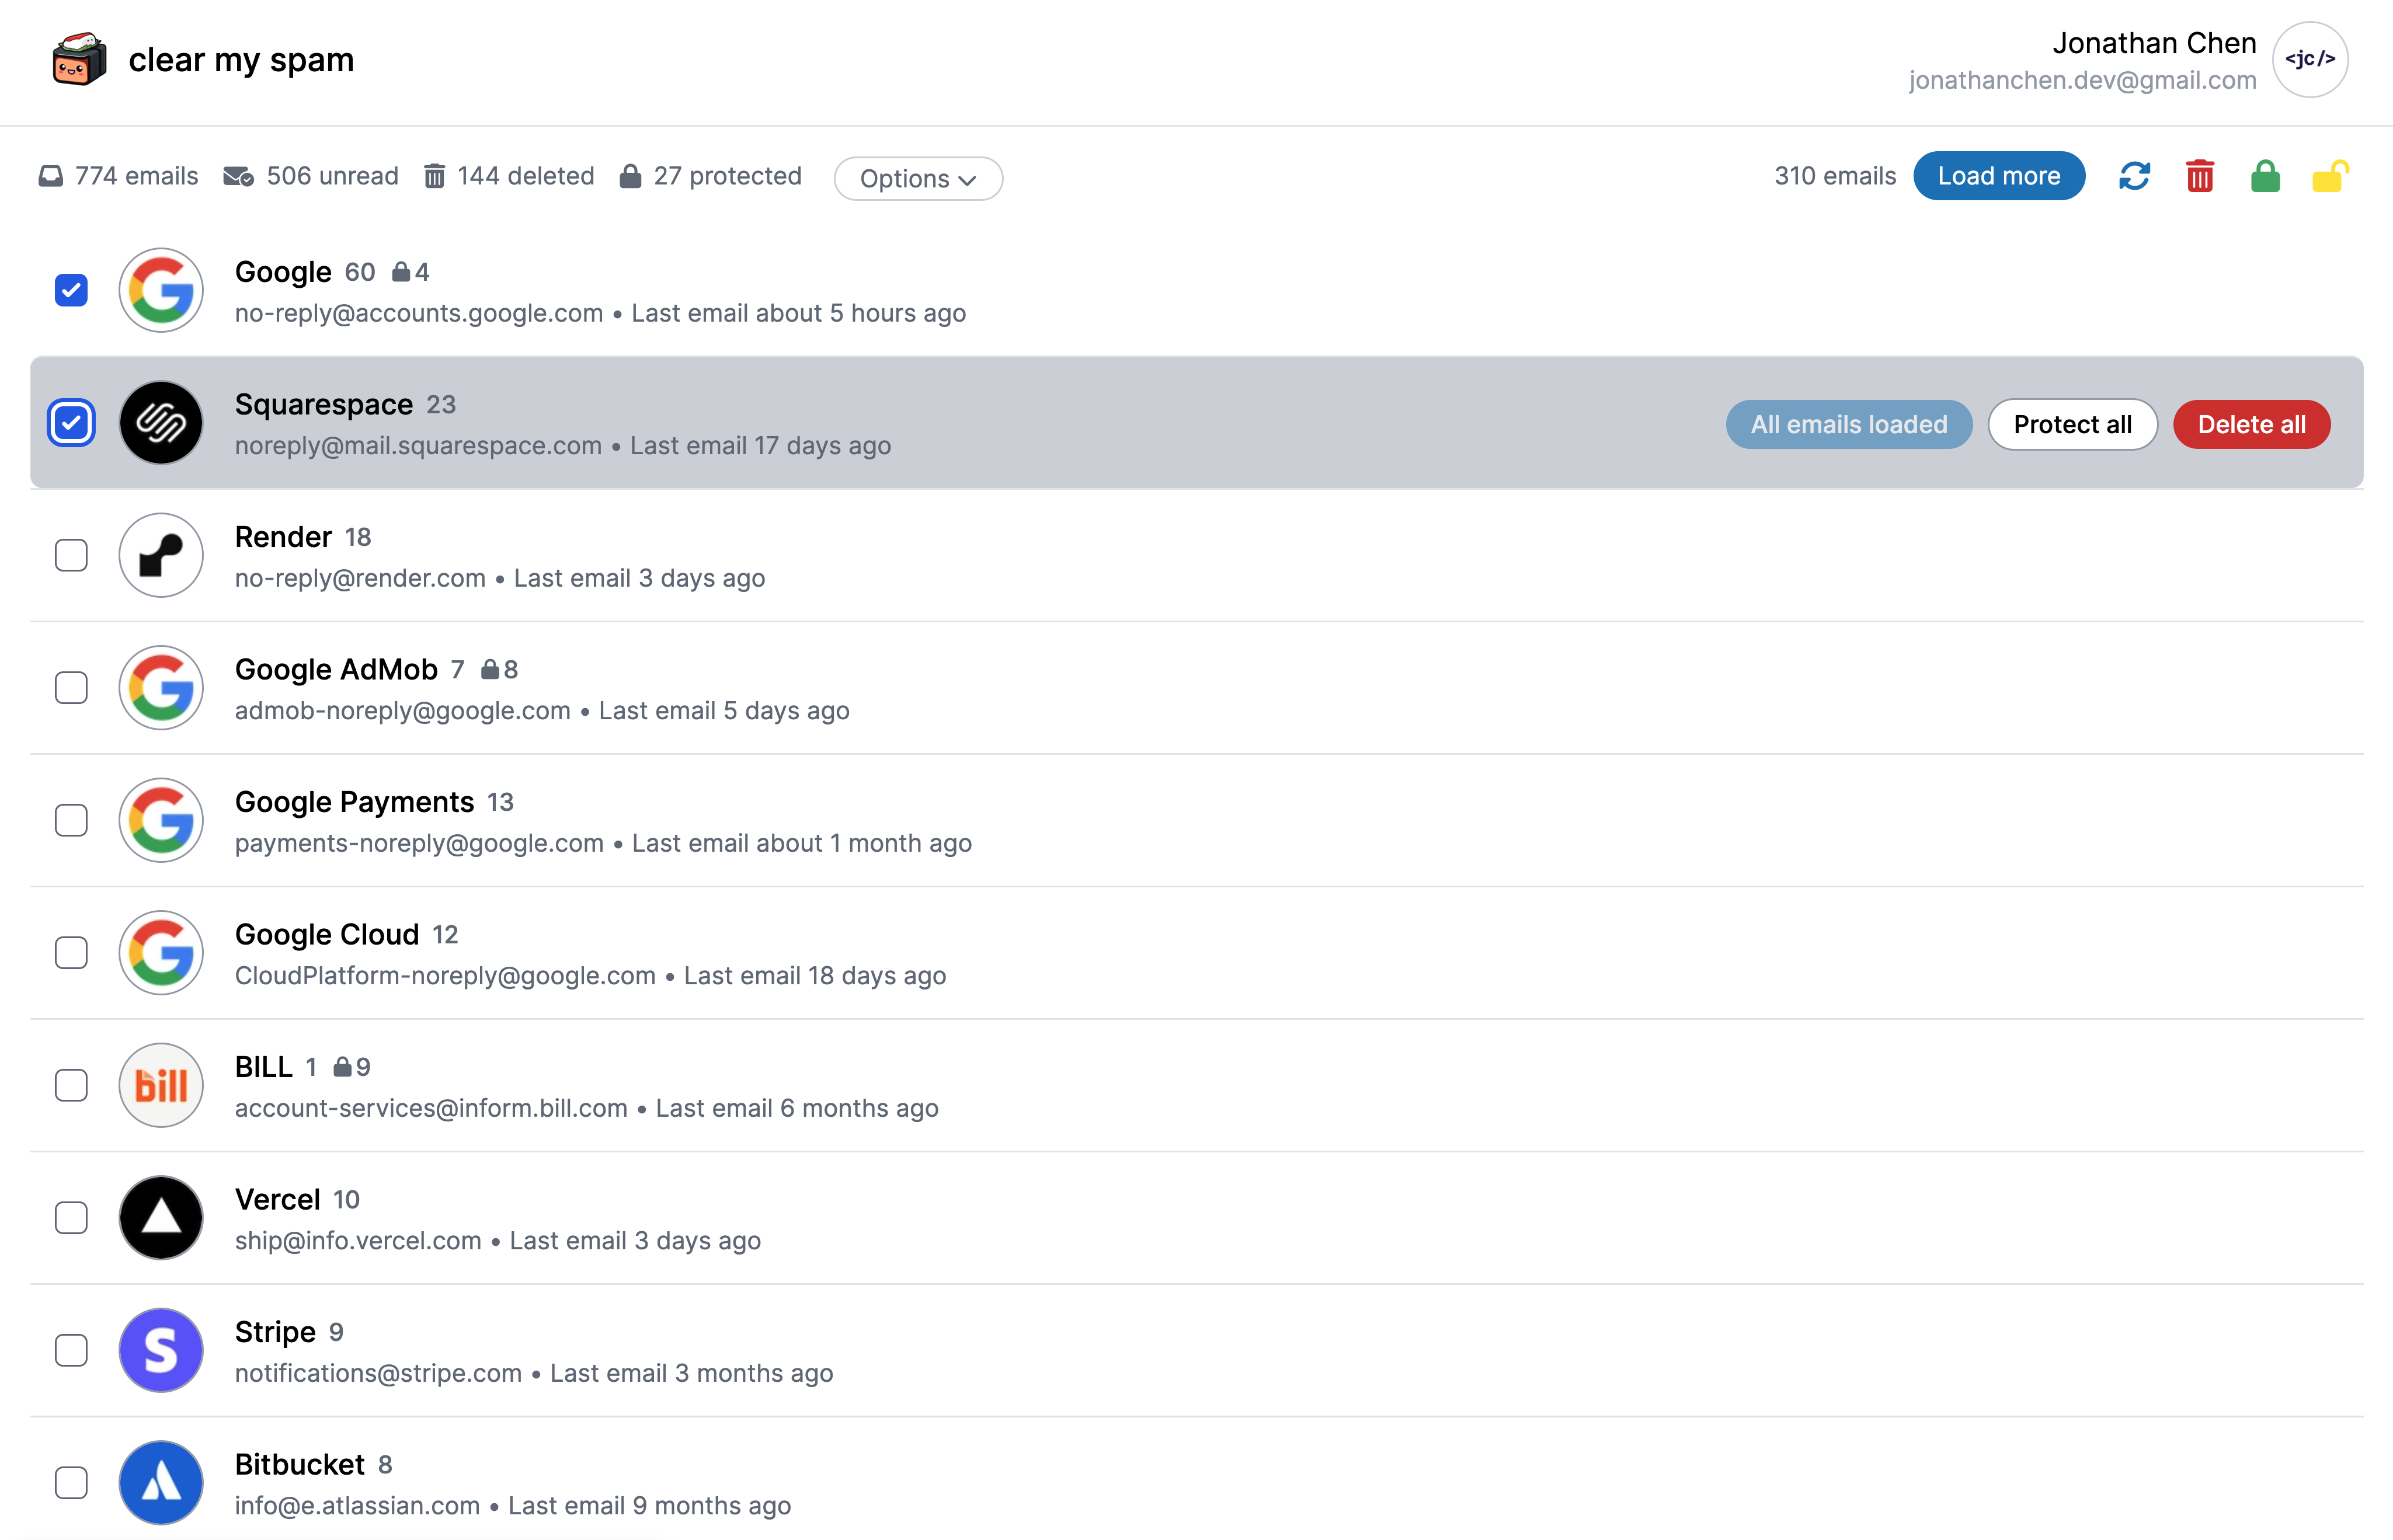 clear my spam
Jonathan Chen
jonathanchen.dev@gmail.com
<jc/>
774 emails 506 unread 144 deleted 27 protected Options 310 emails Load more
Google 60 4
no-reply@accounts.google.com • Last email about 5 hours ago
Squarespace 23
noreply@mail.squarespace.com • Last email 17 days ago
All emails loaded Protect all Delete all
Render 18
no-reply@render.com • Last email 3 days ago
Google AdMob 7 8
admob-noreply@google.com • Last email 5 days ago
Google Payments 13
payments-noreply@google.com • Last email about 1 month ago
Google Cloud 12
CloudPlatform-noreply@google.com • Last email 18 days ago
bill
BILL 1 9
account-services@inform.bill.com • Last email 6 months ago
Vercel 10
ship@info.vercel.com • Last email 3 days ago
S
Stripe 9
notifications@stripe.com • Last email 3 months ago
Bitbucket 8
info@e.atlassian.com • Last email 9 months ago